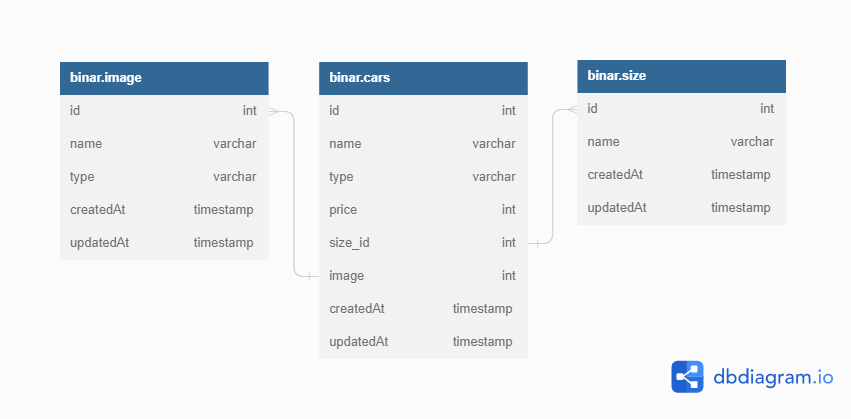 binar.image
id int
name varchar
type varchar
createdAt timestamp
updatedAt timestamp
binar.cars
id int
name varchar
type varchar
price int
size_id int
image int
createdAt timestamp
updatedAt timestamp
binar.size
id int
name varchar
createdAt timestamp
updatedAt timestamp
dbdiagram.io